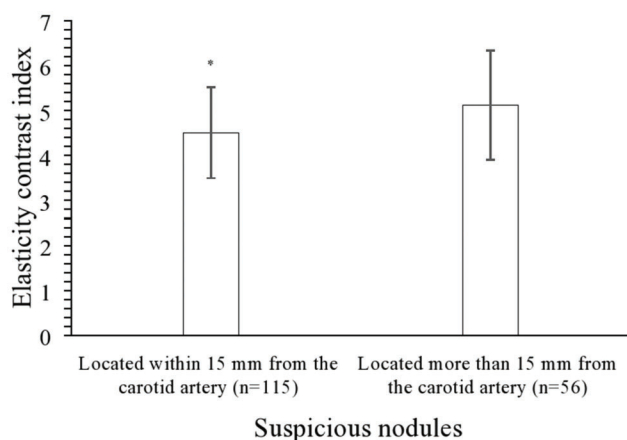 Elasticity contrast index
7
6
5
4
3
2
1
0
*
Located within 15 mm from the
carotid artery (n=115)
Located more than 15 mm from
the carotid artery (n=56)
Suspicious nodules